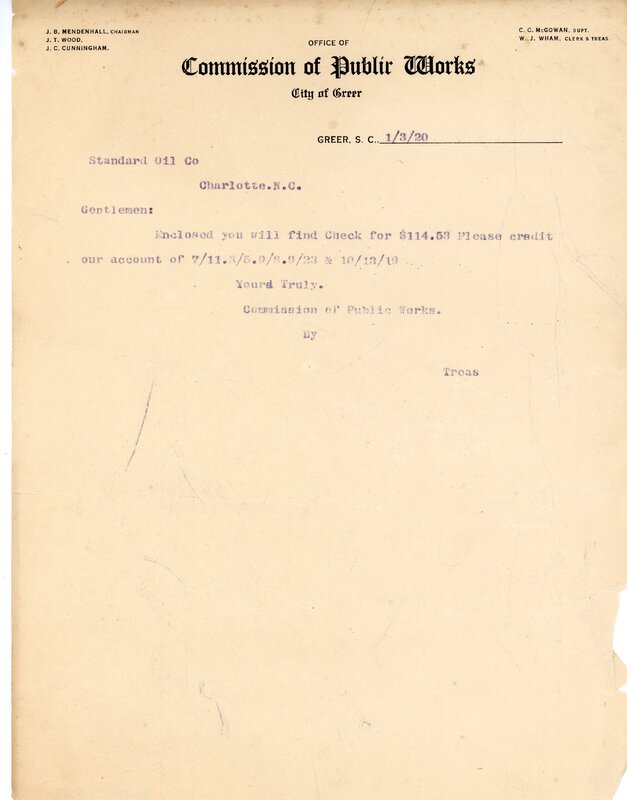 J. B. MENDENHALL, CHAIRMAN
J. T. WOOD,
J. C. CUNNINGHAM.
C. C. McGOWAN, SUPT.
W. J. WHAM, CLERK & TREAS.
OFFICE OF
Commission of Public Works
City of Greer
GREER, S. C., 1/3/20
Standard Oil Co
Charlotte.N.C.
Gentlemen:
Enclosed you will find Check for $114.53 Please credit
our account of 7/11.8/5.9/8.9/23 & 10/13/19
Yours Truly.
Commission of Public Works.
By
Treas